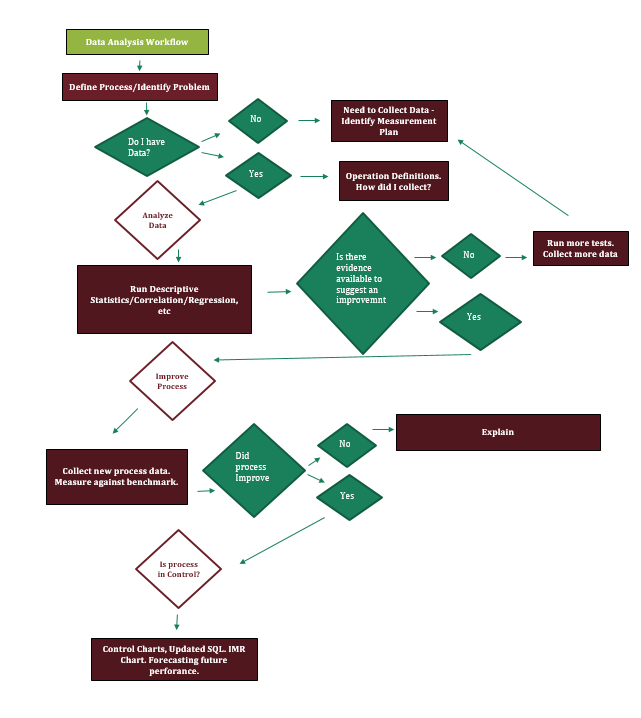 Data Analysis Workflow
Define Process/Identify Problem
Do I have
Data?
No
Need to Collect Data -
Identify Measurement
Plan
Yes
Operation Definitions.
How did I collect?
Analyze
Data
Run Descriptive
Statistics/Correlation/Regression,
etc
Is there
evidence
available to
suggest an
improvemnt
No
Run more tests.
Collect more data
Yes
Improve
Process
Collect new process data.
Measure against benchmark.
Did
process
Improve
No
Explain
Yes
Is process
in Control?
Control Charts, Updated SQL. IMR
Chart. Forecasting future
perforance.